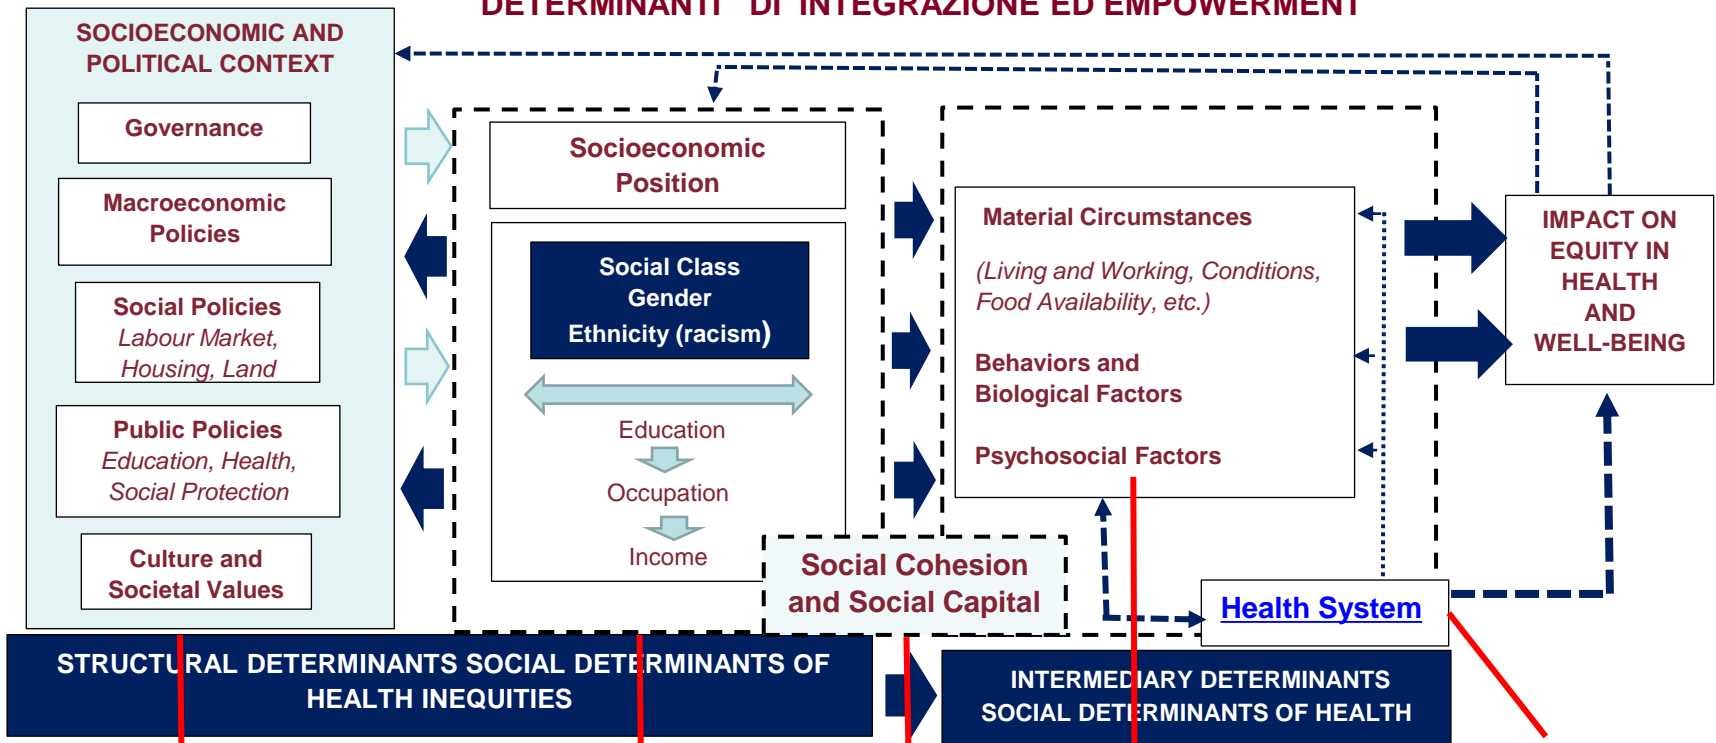 DETERMINANTI DI INTEGRAZIONE ED EMPOWERMENT
SOCIOECONOMIC AND
POLITICAL CONTEXT
Governance
Macroeconomic
Policies
Social Policies
Labour Market,
Housing, Land
Public Policies
Education, Health,
Social Protection
Culture and
Societal Values
Socioeconomic
Position
Social Class
Gender
Ethnicity (racism)
Education
Occupation
Income
Social Cohesion
and Social Capital
Material Circumstances
(Living and Working, Conditions,
Food Availability, etc.)
Behaviors and
Biological Factors
Psychosocial Factors
Health System
IMPACT ON
EQUITY IN
HEALTH
AND
WELL-BEING
STRUCTURAL DETERMINANTS SOCIAL DETERMINANTS OF
HEALTH INEQUITIES
INTERMEDIARY DETERMINANTS
SOCIAL DETERMINANTS OF HEALTH